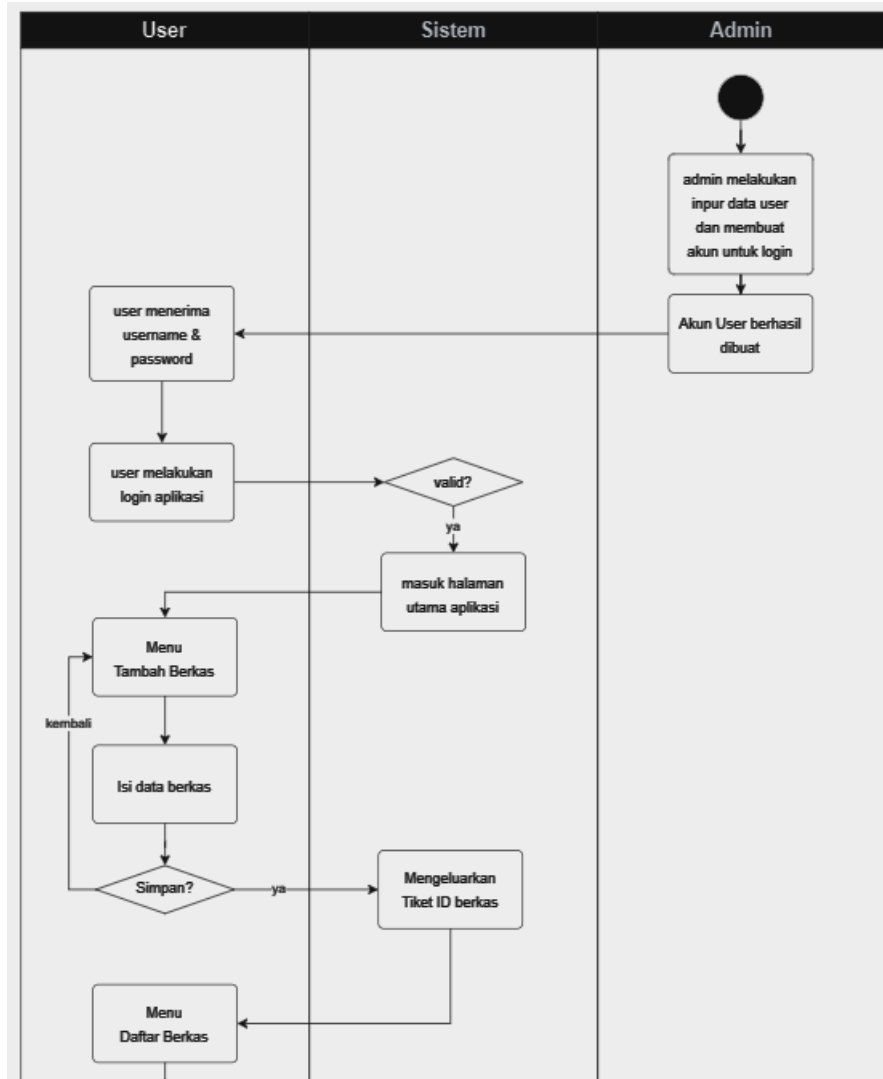 User
Sistem
Admin
admin melakukan
inpur data user
dan membuat
akun untuk login
user menerima
username &
password
Akun User berhasil
dibuat
user melakukan
login aplikasi
valid?
ya
masuk halaman
utama aplikasi
Menu
Tambah Berkas
kembali
Isi data berkas
Simpan?
ya
Mengeluarkan
Tiket ID berkas
Menu
Daftar Berkas